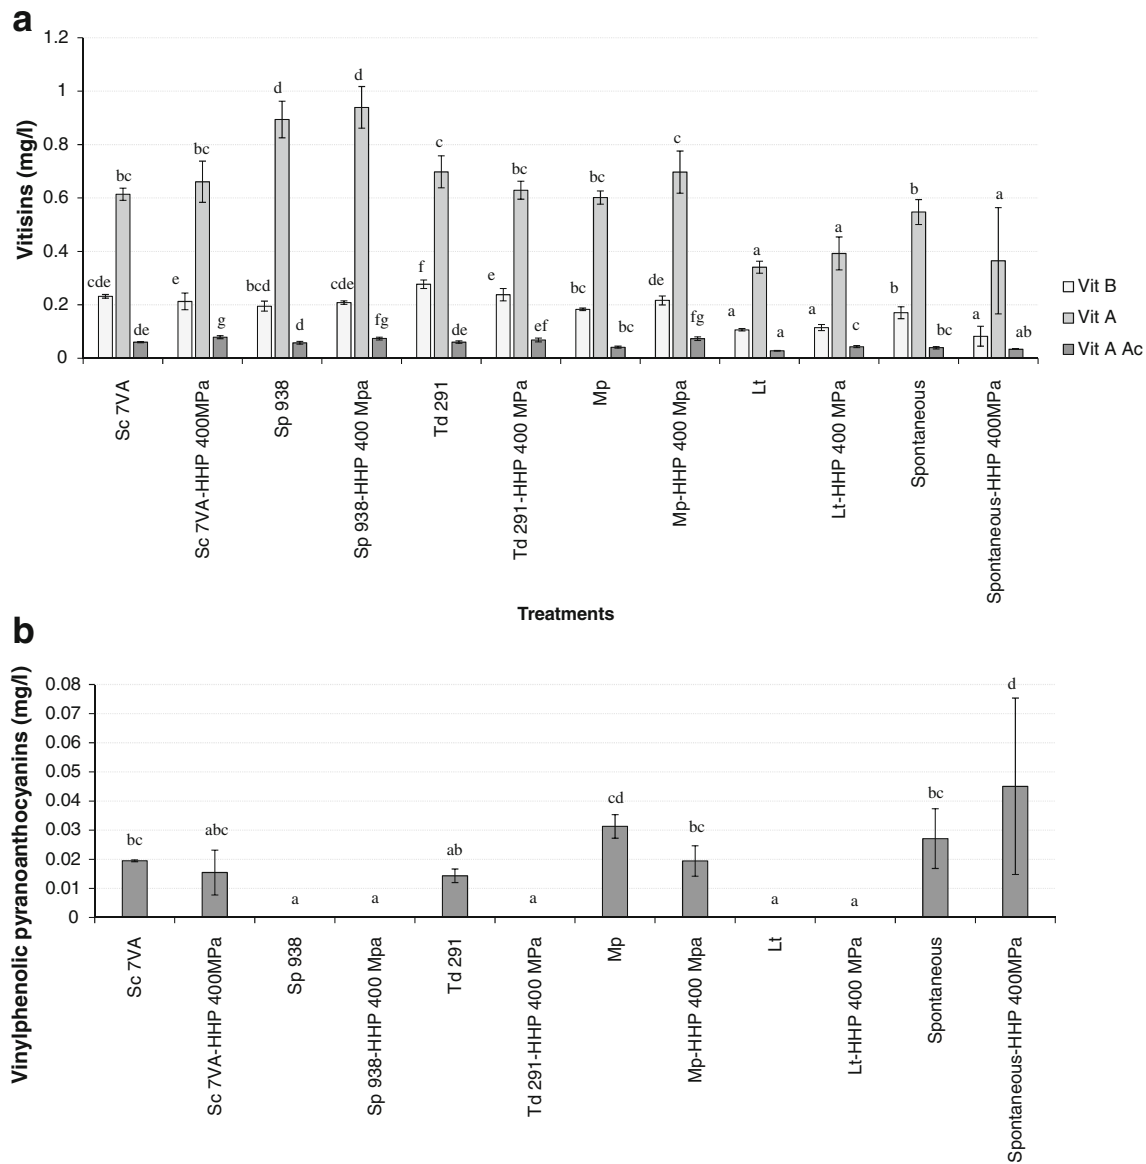 a
1.2
1
0.8
0.6
0.4
0.2
0
Vitisins (mg/l)
cde bc de
e bc g
bcd d d
cde d fg
f c de
e bc ef
bc bc bc
de c fg
a a a
a a c
b b bc
a a ab
Vit B
Vit A
Vit A Ac
Sc 7VA
Sc 7VA-HHP 400MPa
Sp 938
Sp 938-HHP 400 Mpa
Td 291
Td 291-HHP 400 MPa
Mp
Mp-HHP 400 Mpa
Lt
Lt-HHP 400 MPa
Spontaneous
Spontaneous-HHP 400MPa
Treatments
b
0.08
0.07
0.06
0.05
0.04
0.03
0.02
0.01
0
Vinylphenolic pyranoanthocyanins (mg/l)
bc
abc
a
a
ab
a
cd
bc
a
a
bc
d
Sc 7VA
Sc 7VA-HHP 400MPa
Sp 938
Sp 938-HHP 400 Mpa
Td 291
Td 291-HHP 400 MPa
Mp
Mp-HHP 400 Mpa
Lt
Lt-HHP 400 MPa
Spontaneous
Spontaneous-HHP 400MPa